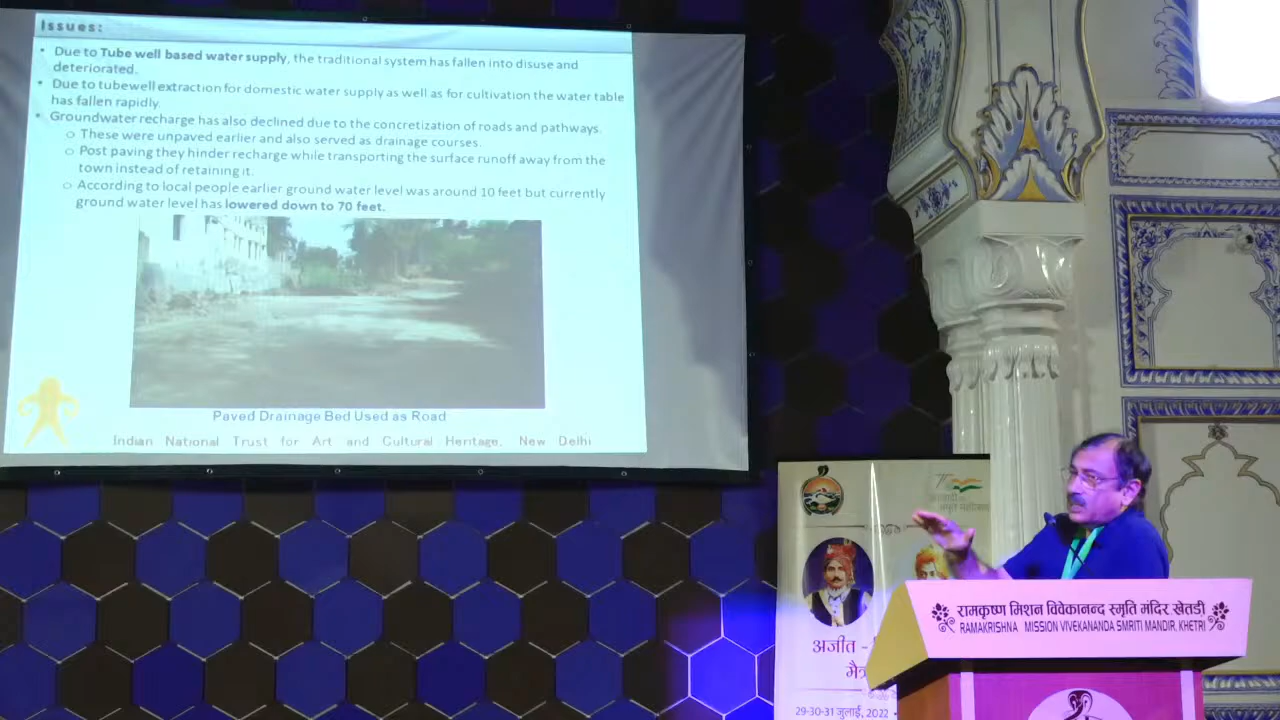 Issues:
• Due to Tube well based water supply, the traditional system has fallen into disuse and
deteriorated.
• Due to tubewell extraction for domestic water supply as well as for cultivation the water table
has fallen rapidly.
• Groundwater recharge has also declined due to the concretization of roads and pathways.
o These were unpaved earlier and also served as drainage courses.
o Post paving they hinder recharge while transporting the surface runoff away from the
town instead of retaining it.
o According to local people earlier ground water level was around 10 feet but currently
ground water level has lowered down to 70 feet.
Paved Drainage Bed Used as Road
Indian National Trust for Art and Cultural Heritage, New Delhi
अजीत -
29-30-31 जुलाई, 2022
रामकृष्ण मिशन विवेकानन्द स्मृति मंदिर, खेतडी
RAMAKRISHNA MISSION VIVEKANANDA SMRITI MANDIR, KHETRI